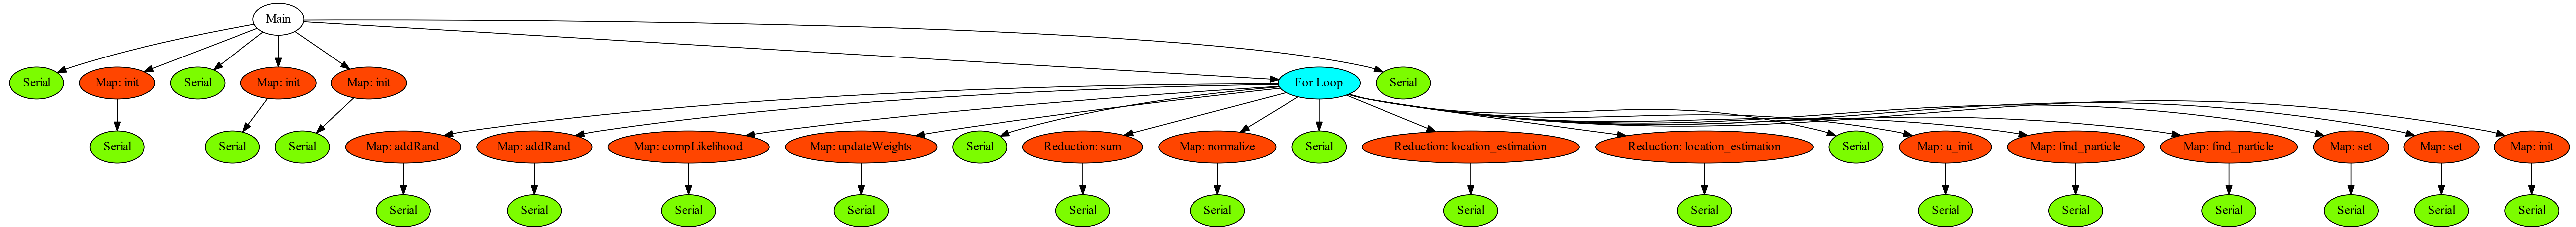 Main
Serial
Map: init
Serial
Map: init
Map: init
For Loop
Serial
Serial
Serial
Serial
Map: addRand
Map: addRand
Map: compLikelihood
Map: updateWeights
Serial
Reduction: sum
Map: normalize
Serial
Reduction: location_estimation
Reduction: location_estimation
Serial
Map: u_init
Map: find_particle
Map: find_particle
Map: set
Map: set
Map: init
Serial
Serial
Serial
Serial
Serial
Serial
Serial
Serial
Serial
Serial
Serial
Serial
Serial
Serial